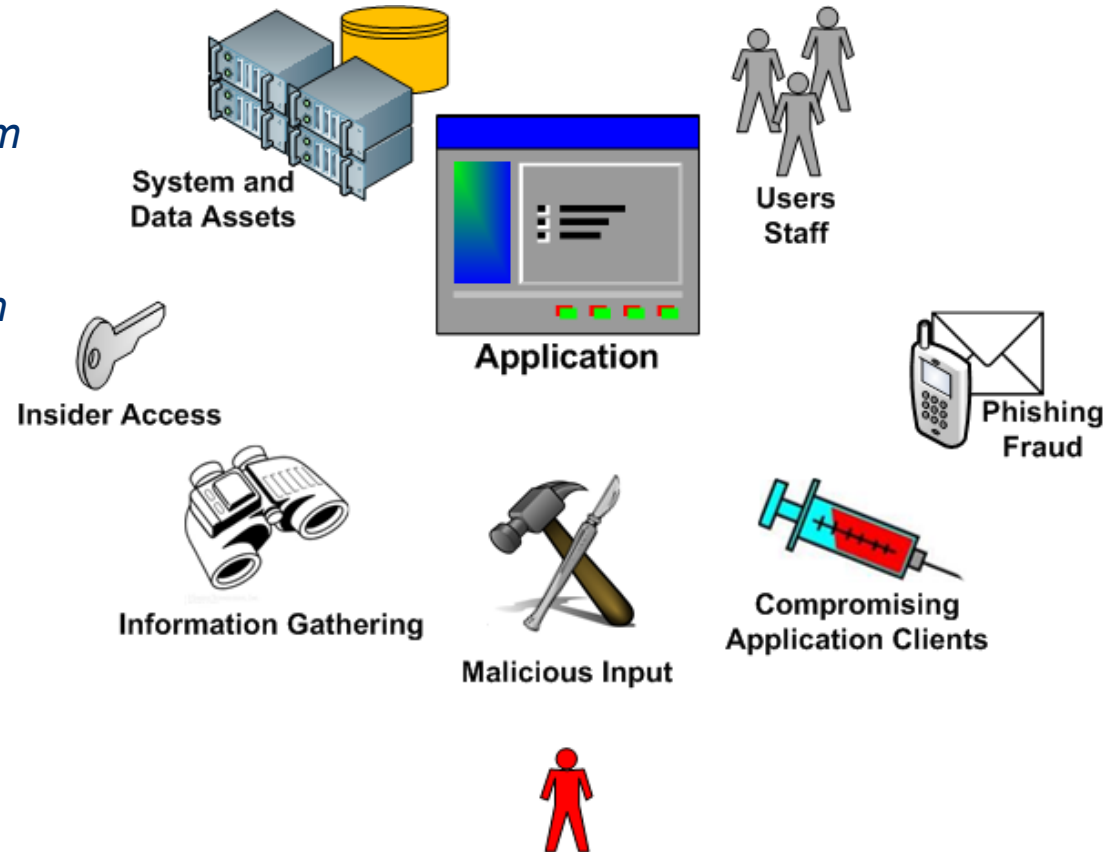 m
System and
Data Assets
Users
Staff
n
Application
Insider Access
Phishing
Fraud
Information Gathering
Compromising
Application Clients
Malicious Input